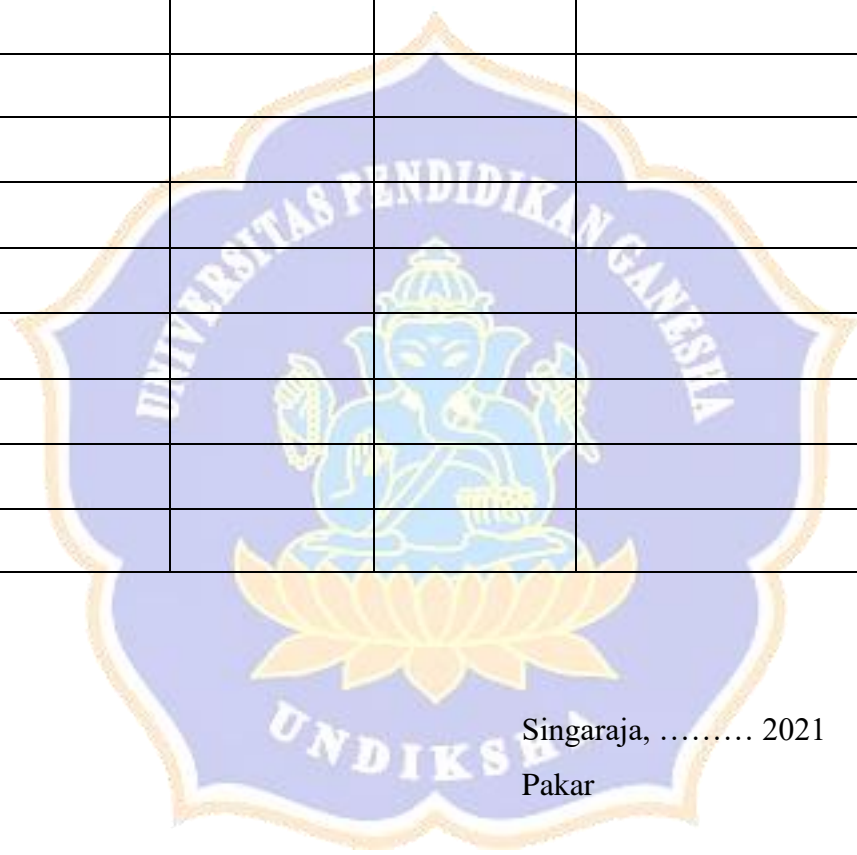 UNIVERSITAS PENDIDIKAN GANESHA
UNDIKSHA
Singaraja, ……… 2021
Pakar